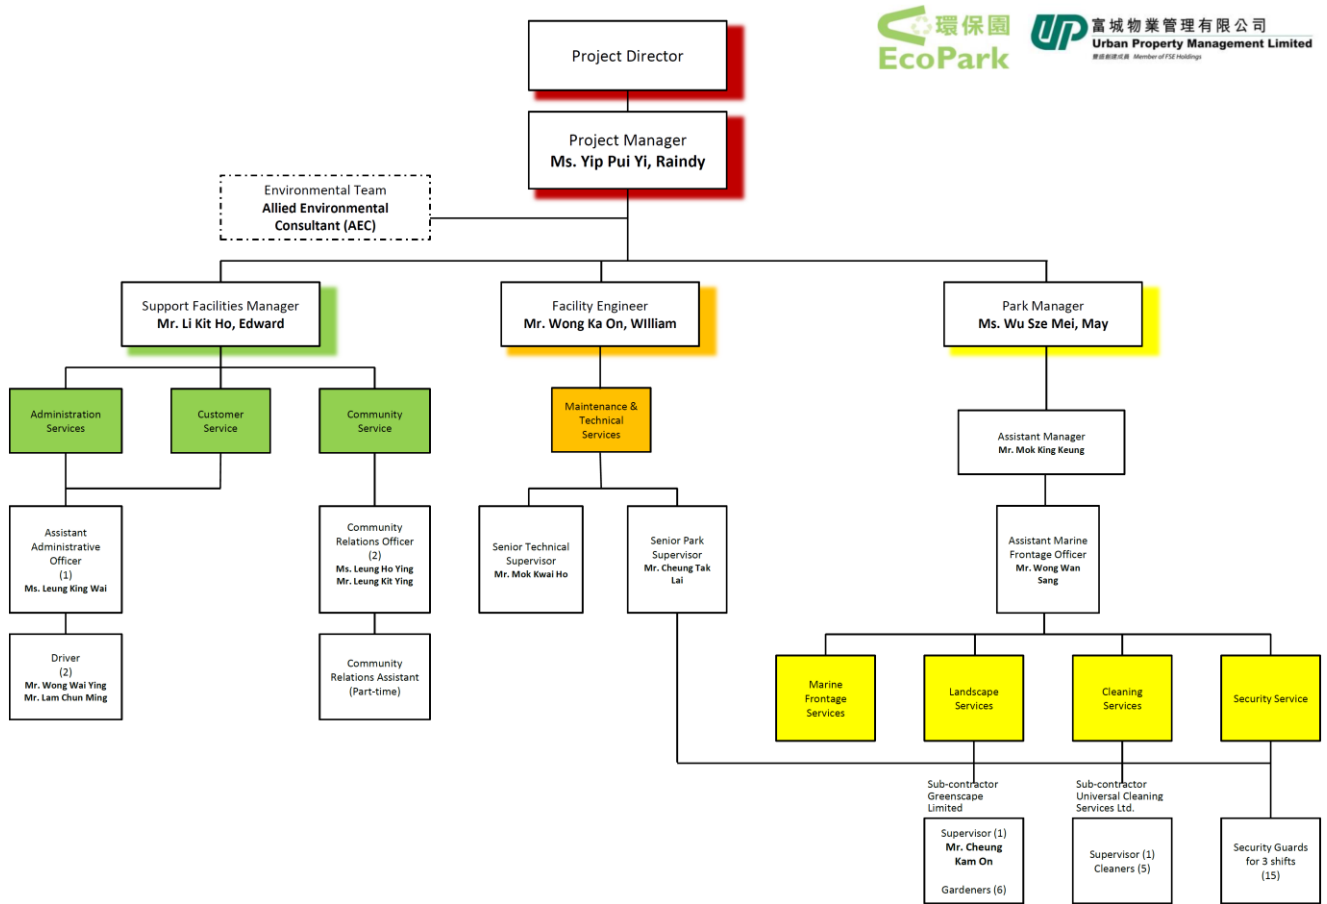 環保園
EcoPark
UP
富城物業管理有限公司
Urban Property Management Limited
豐盛創建成員 Member of FSE Holdings
Project Director
Project Manager
Ms. Yip Pui Yi, Raindy
Environmental Team
Allied Environmental
Consultant (AEC)
Support Facilities Manager
Mr. Li Kit Ho, Edward
Facility Engineer
Mr. Wong Ka On, WIlliam
Park Manager
Ms. Wu Sze Mei, May
Administration
Services
Customer
Service
Community
Service
Maintenance &
Technical
Services
Assistant Manager
Mr. Mok King Keung
Assistant
Administrative
Officer
(1)
Ms. Leung King Wai
Community
Relations Officer
(2)
Ms. Leung Ho Ying
Mr. Leung Kit Ying
Senior Technical
Supervisor
Mr. Mok Kwai Ho
Senior Park
Supervisor
Mr. Cheung Tak
Lai
Assistant Marine
Frontage Officer
Mr. Wong Wan
Sang
Driver
(2)
Mr. Wong Wai Ying
Mr. Lam Chun Ming
Community
Relations Assistant
(Part-time)
Marine
Frontage
Services
Landscape
Services
Cleaning
Services
Security Service
Sub-contractor
Greenscape
Limited
Sub-contractor
Universal Cleaning
Services Ltd.
Supervisor (1)
Mr. Cheung
Kam On
Gardeners (6)
Supervisor (1)
Cleaners (5)
Security Guards
for 3 shifts
(15)